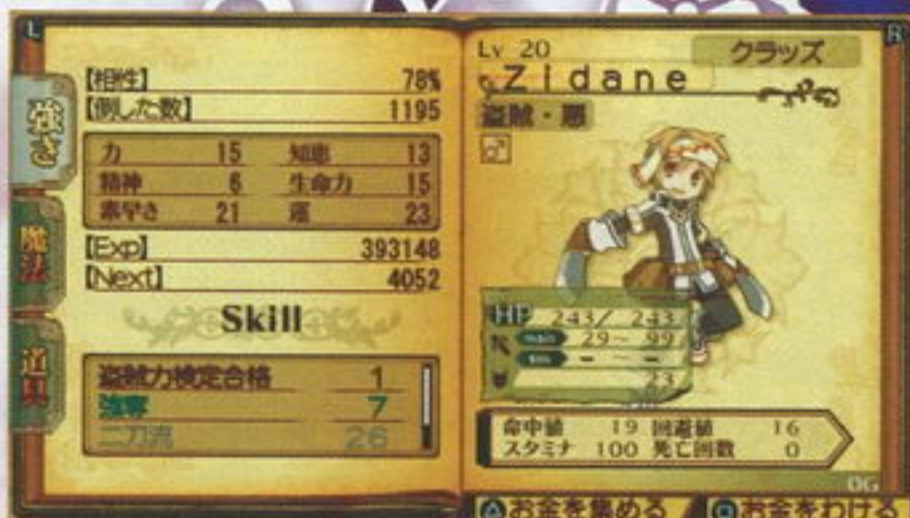 L
R
強さ
魔法
道具
【相性】 78%
【倒した数】 1195
力 15 知恵 13
精神 6 生命力 15
素早さ 21 運 23
【Exp】 393148
【Next】 4052
Skill
盗賊力検定合格 1
強奪 7
二刀流 26
Lv 20 クラッズ
Zidane
盗賊・悪
♂
HP 243/ 243
main 29~ 99
sub - ~ -
23
命中値 19 回避値 16
スタミナ 100 死亡回数 0
0G
△お金を集める □お金をわける